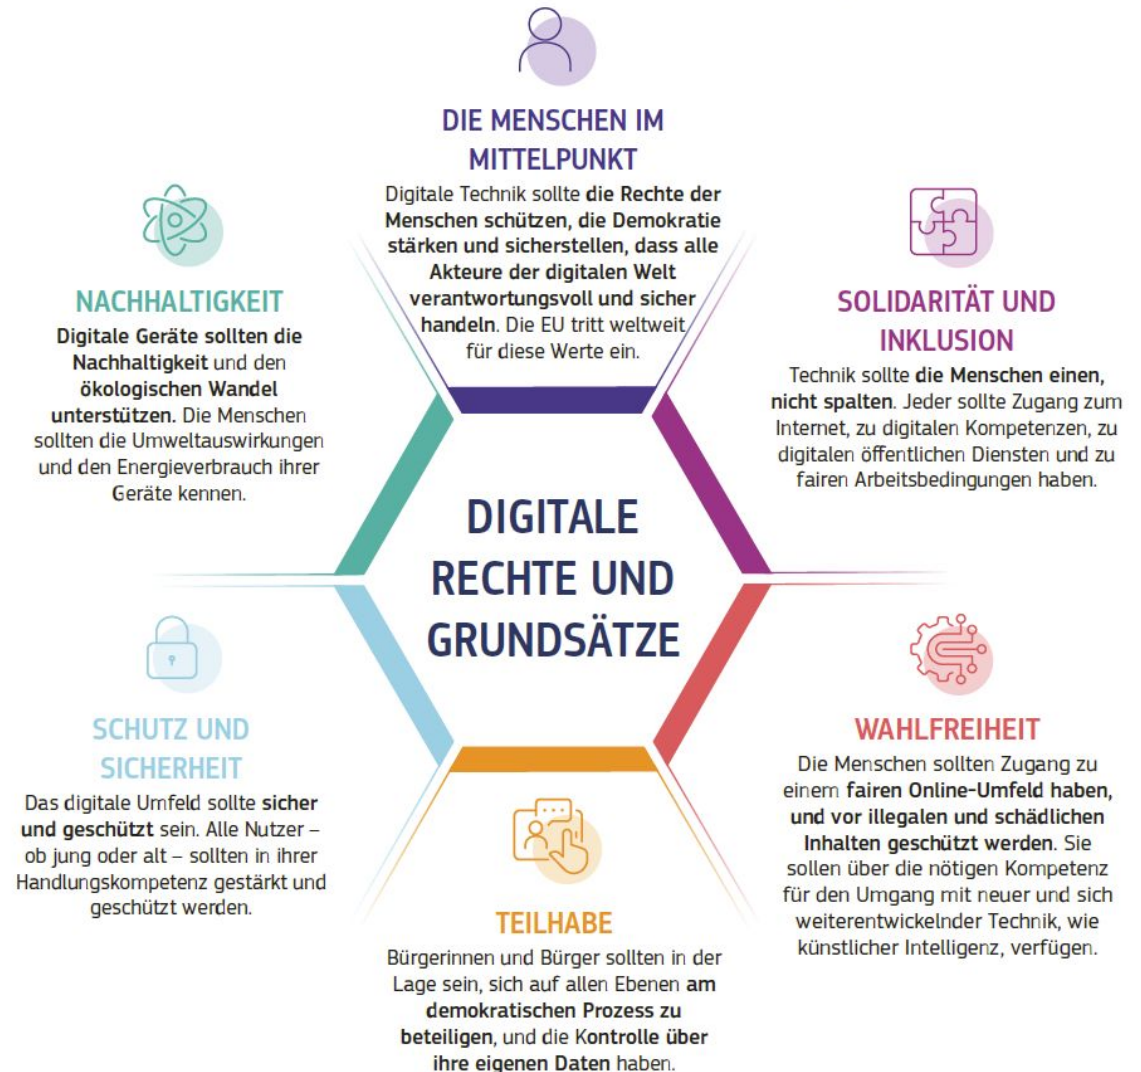 DIE MENSCHEN IM
MITTELPUNKT
Digitale Technik sollte die Rechte der
Menschen schützen, die Demokratie
stärken und sicherstellen, dass alle
Akteure der digitalen Welt
verantwortungsvoll und sicher
handeln. Die EU tritt weltweit
für diese Werte ein.
NACHHALTIGKEIT
Digitale Geräte sollten die
Nachhaltigkeit und den
ökologischen Wandel
unterstützen. Die Menschen
sollten die Umweltauswirkungen
und den Energieverbrauch ihrer
Geräte kennen.
SOLIDARITÄT UND
INKLUSION
Technik sollte die Menschen einen,
nicht spalten. Jeder sollte Zugang zum
Internet, zu digitalen Kompetenzen, zu
digitalen öffentlichen Diensten und zu
fairen Arbeitsbedingungen haben.
DIGITALE
RECHTE UND
GRUNDSÄTZE
SCHUTZ UND
SICHERHEIT
Das digitale Umfeld sollte sicher
und geschützt sein. Alle Nutzer –
ob jung oder alt – sollten in ihrer
Handlungskompetenz gestärkt und
geschützt werden.
WAHLFREIHEIT
Die Menschen sollten Zugang zu
einem fairen Online-Umfeld haben,
und vor illegalen und schädlichen
Inhalten geschützt werden. Sie
sollen über die nötigen Kompetenz
für den Umgang mit neuer und sich
weiterentwickelnder Technik, wie
künstlicher Intelligenz, verfügen.
TEILHABE
Bürgerinnen und Bürger sollten in der
Lage sein, sich auf allen Ebenen am
demokratischen Prozess zu
beteiligen, und die Kontrolle über
ihre eigenen Daten haben.